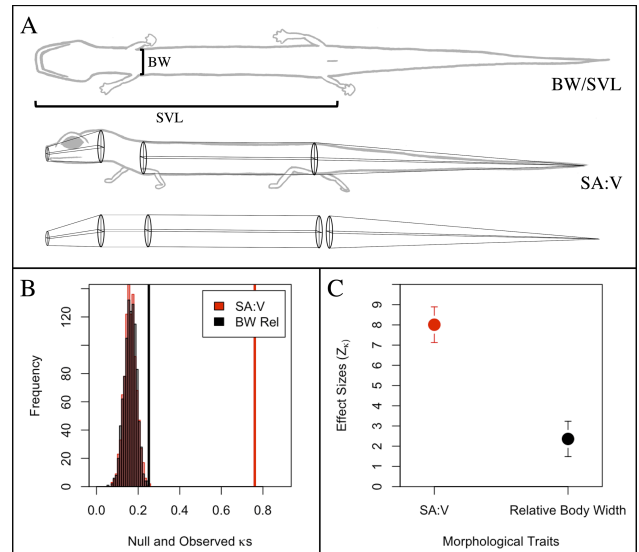 A
BW
BW/SVL
SVL
SA:V
B
SA:V
BW Rel
Frequency
0 20 40 60 80 120
0.0 0.2 0.4 0.6 0.8
Null and Observed κs
C
Effect Sizes (Zκ)
0 1 2 3 4 5 6 7 8 9
SA:V Relative Body Width
Morphological Traits